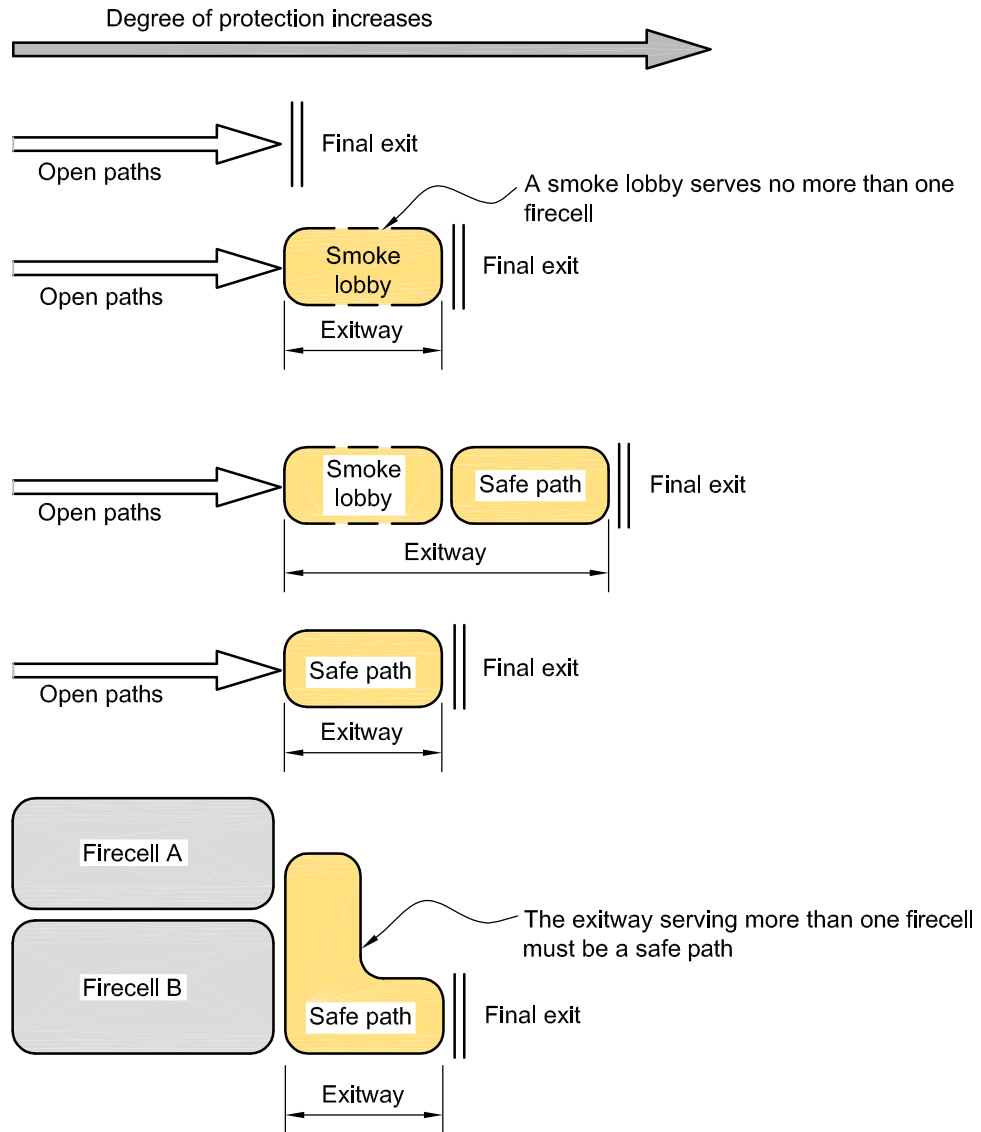 Degree of protection increases
Open paths
Final exit
A smoke lobby serves no more than one
firecell
Open paths
Smoke
lobby
Final exit
Exitway
Open paths
Smoke
lobby
Safe path
Final exit
Exitway
Open paths
Safe path
Final exit
Exitway
Firecell A
Firecell B
The exitway serving more than one firecell
must be a safe path
Safe path
Final exit
Exitway